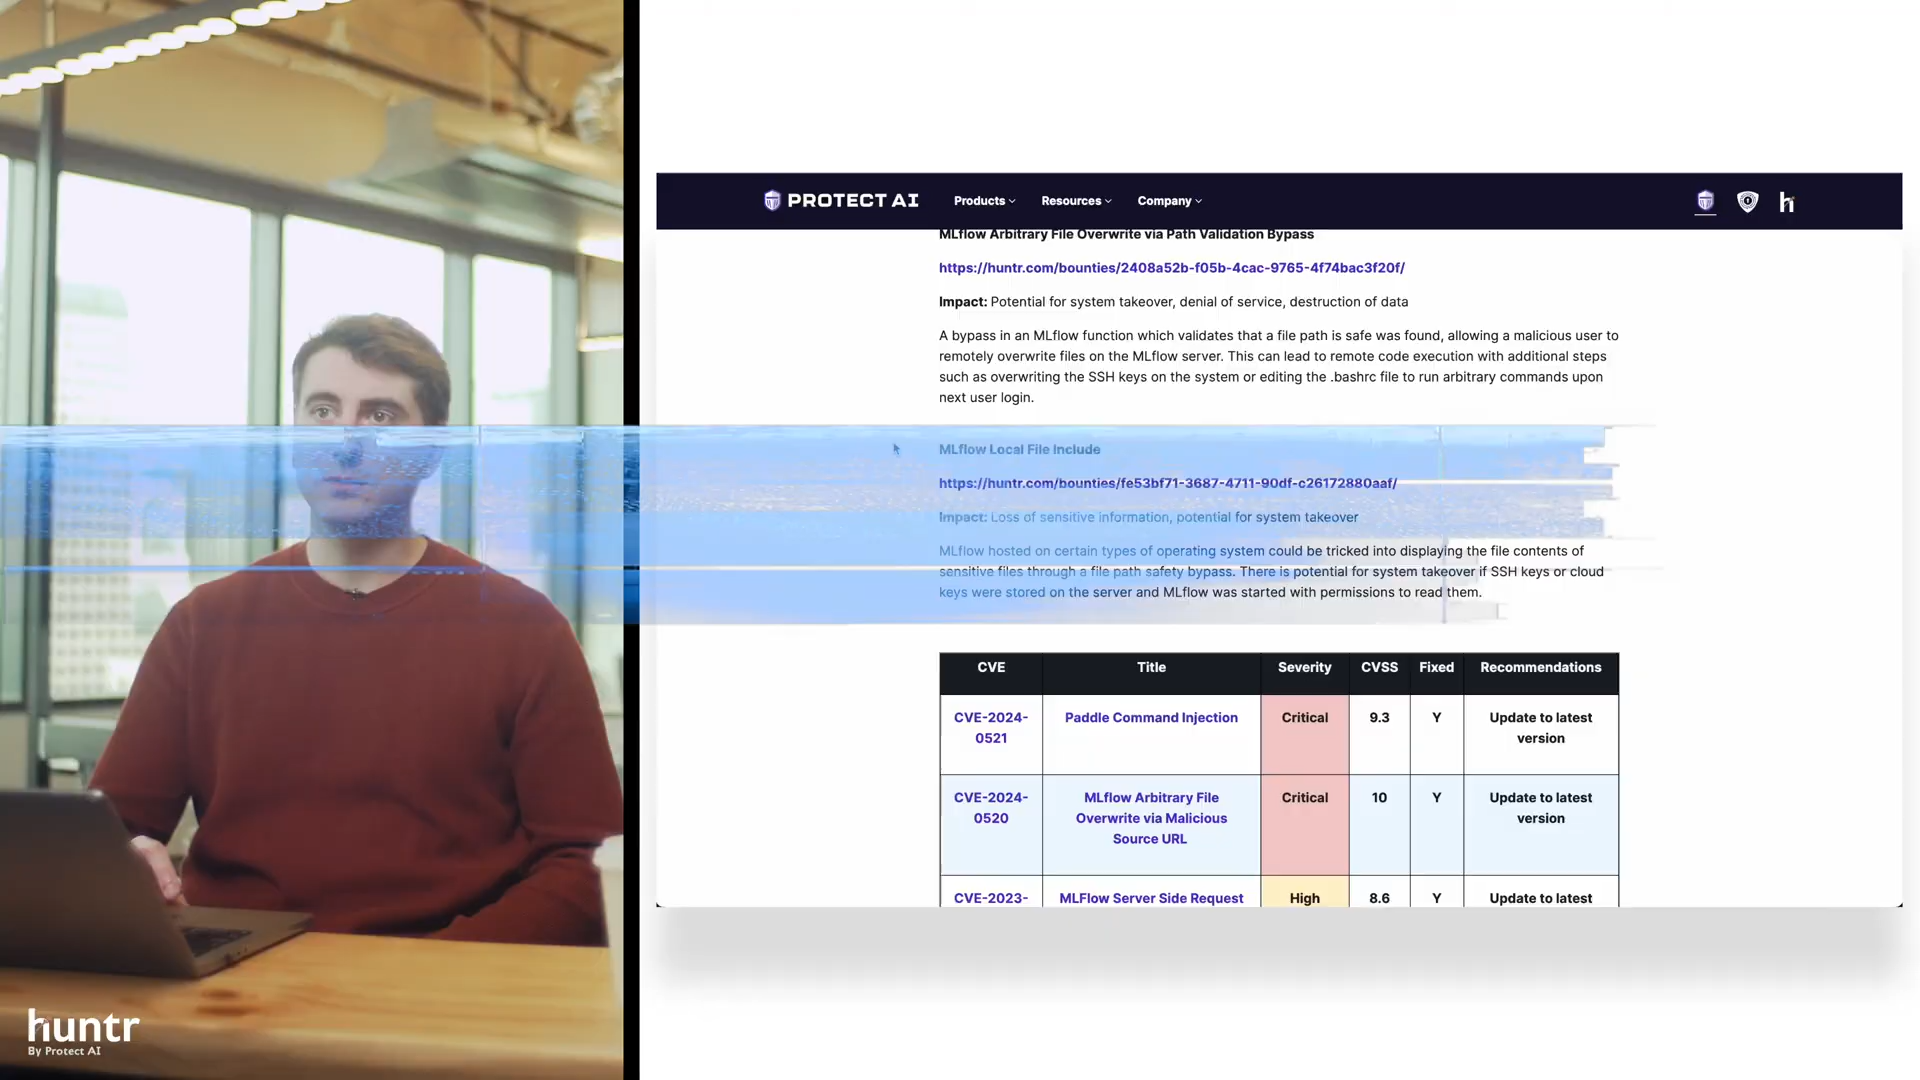 PROTECT AI
Products
Resources
Company
h
MLflow Arbitrary File Overwrite via Path Validation Bypass
https://huntr.com/bounties/2408a52b-f05b-4cac-9765-4f74bac3f20f/
Impact: Potential for system takeover, denial of service, destruction of data
A bypass in an MLflow function which validates that a file path is safe was found, allowing a malicious user to
remotely overwrite files on the MLflow server. This can lead to remote code execution with additional steps
such as overwriting the SSH keys on the system or editing the .bashrc file to run arbitrary commands upon
next user login.
MLflow Local File Include
https://huntr.com/bounties/fe53bf71-3687-4711-90df-c26172880aaf/
Impact: Loss of sensitive information, potential for system takeover
MLflow hosted on certain types of operating system could be tricked into displaying the file contents of
sensitive files through a file path safety bypass. There is potential for system takeover if SSH keys or cloud
keys were stored on the server and MLflow was started with permissions to read them.
CVE Title Severity CVSS Fixed Recommendations
CVE-2024-
0521
Paddle Command Injection
Critical
9.3
Y
Update to latest
version
CVE-2024-
0520
MLflow Arbitrary File
Overwrite via Malicious
Source URL
Critical
10
Y
Update to latest
version
CVE-2023-
MLFlow Server Side Request
High
8.6
Y
Update to latest
huntr
By Protect AI